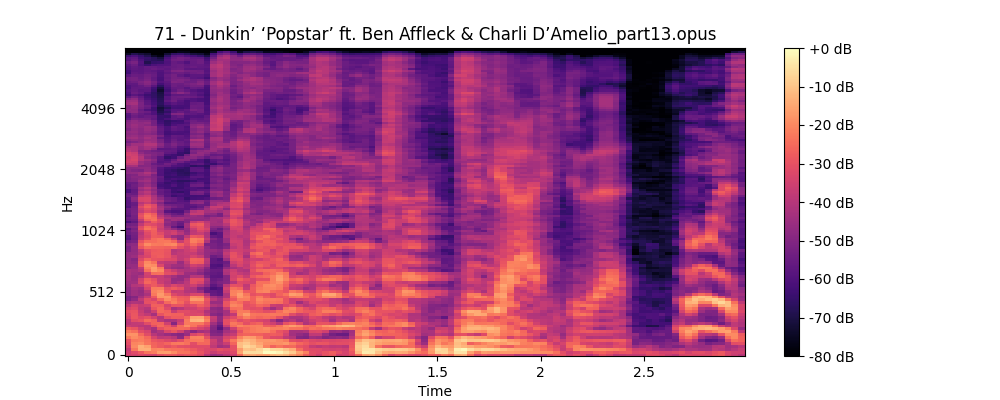 71 - Dunkin’ ‘Popstar’ ft. Ben Affleck & Charli D’Amelio_part13.opus
Hz
4096
2048
1024
512
0
0
0.5
1
1.5
2
2.5
Time
+0 dB
-10 dB
-20 dB
-30 dB
-40 dB
-50 dB
-60 dB
-70 dB
-80 dB